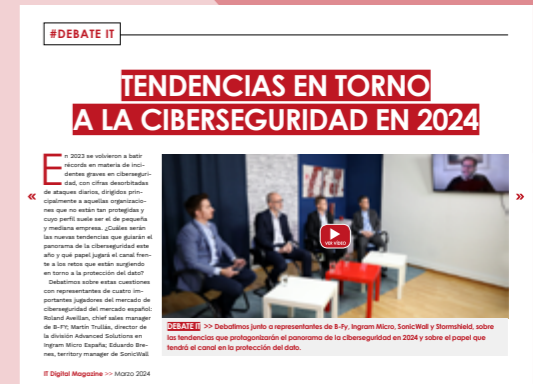 #DEBATE IT
TENDENCIAS EN TORNO
A LA CIBERSEGURIDAD EN 2024
«
»
En 2023 se volvieron a batir
récords en materia de inci-
dentes graves en ciberseguri-
dad, con cifras desorbitadas
de ataques diarios, dirigidos prin-
cipalmente a aquellas organizacio-
nes que no están tan protegidas y
cuyo perfil suele ser el de pequeña
y mediana empresa. ¿Cuáles serán
las nuevas tendencias que guiarán el
panorama de la ciberseguridad este
año y qué papel jugará el canal fren-
te a los retos que están surgiendo
en torno a la protección del dato?
Debatimos sobre estas cuestiones
con representantes de cuatro im-
portantes jugadores del mercado de
ciberseguridad del mercado español:
Roland Aveillan, chief sales manager
de B-FY; Martín Trullàs, director de
la división Advanced Solutions en
Ingram Micro España; Eduardo Bre-
nes, territory manager de SonicWall
VER VÍDEO
DEBATE IT >> Debatimos junto a representantes de B-Fy, Ingram Micro, SonicWall y Stormshield, sobre
las tendencias que protagonizarán el panorama de la ciberseguridad en 2024 y sobre el papel que
tendrá el canal en la protección del dato.
IT Digital Magazine >> Marzo 2024